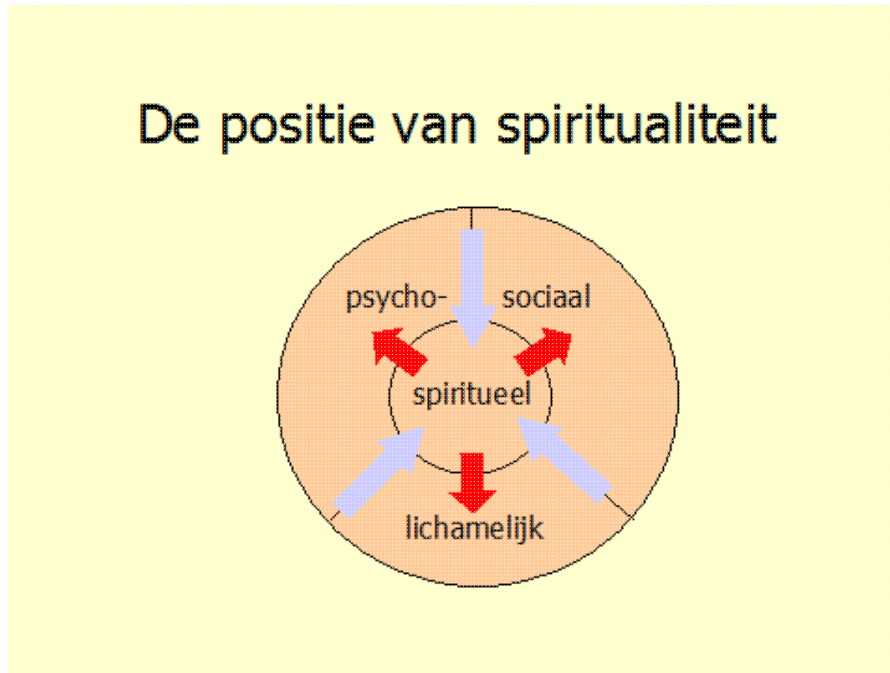 De positie van spiritualiteit
psycho- sociaal
spiritueel
lichamelijk